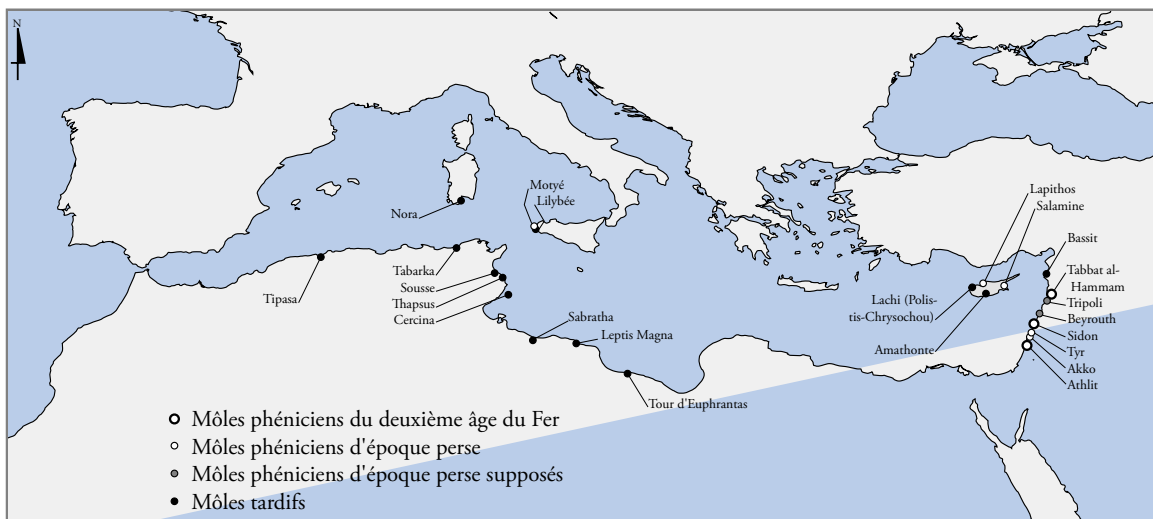 N
Motyé
Lilybée
Nora
Tabarka
Sousse
Thapsus
Cercina
Tipasa
Sabratha
Leptis Magna
Tour d'Euphrantas
Lapithos
Salamine
Bassit
Tabbat al-
Hammam
Tripoli
Beyrouth
Sidon
Tyr
Akko
Athlit
Lachi (Polis-
tis-Chrysochou)
Amathonte
Môles phéniciens du deuxième âge du Fer
Môles phéniciens d'époque perse
Môles phéniciens d'époque perse supposés
Môles tardifs